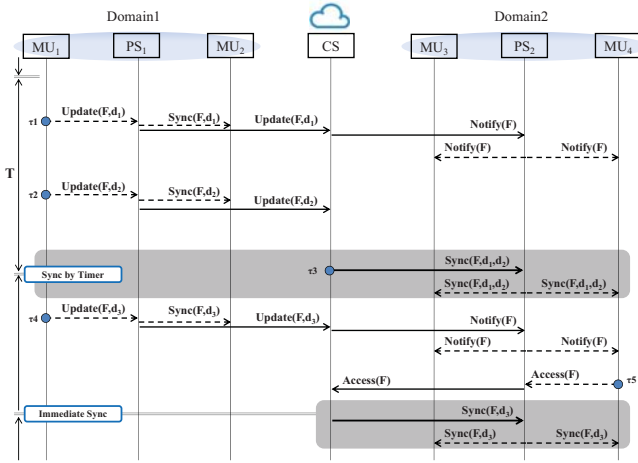 Domain1 Domain2
MU₁ PS₁ MU₂ CS MU₃ PS₂ MU₄
τ1 Update(F,d₁) Sync(F,d₁) Update(F,d₁) Notify(F)
Notify(F) Notify(F)
T
τ2 Update(F,d₂) Sync(F,d₂)
Update(F,d₂)
Sync by Timer τ3 Sync(F,d₁,d₂)
Sync(F,d₁,d₂) Sync(F,d₁,d₂)
τ4 Update(F,d₃) Sync(F,d₃) Update(F,d₃) Notify(F)
Notify(F) Notify(F)
Access(F) Access(F) τ5
Immediate Sync Sync(F,d₃)
Sync(F,d₃) Sync(F,d₃)